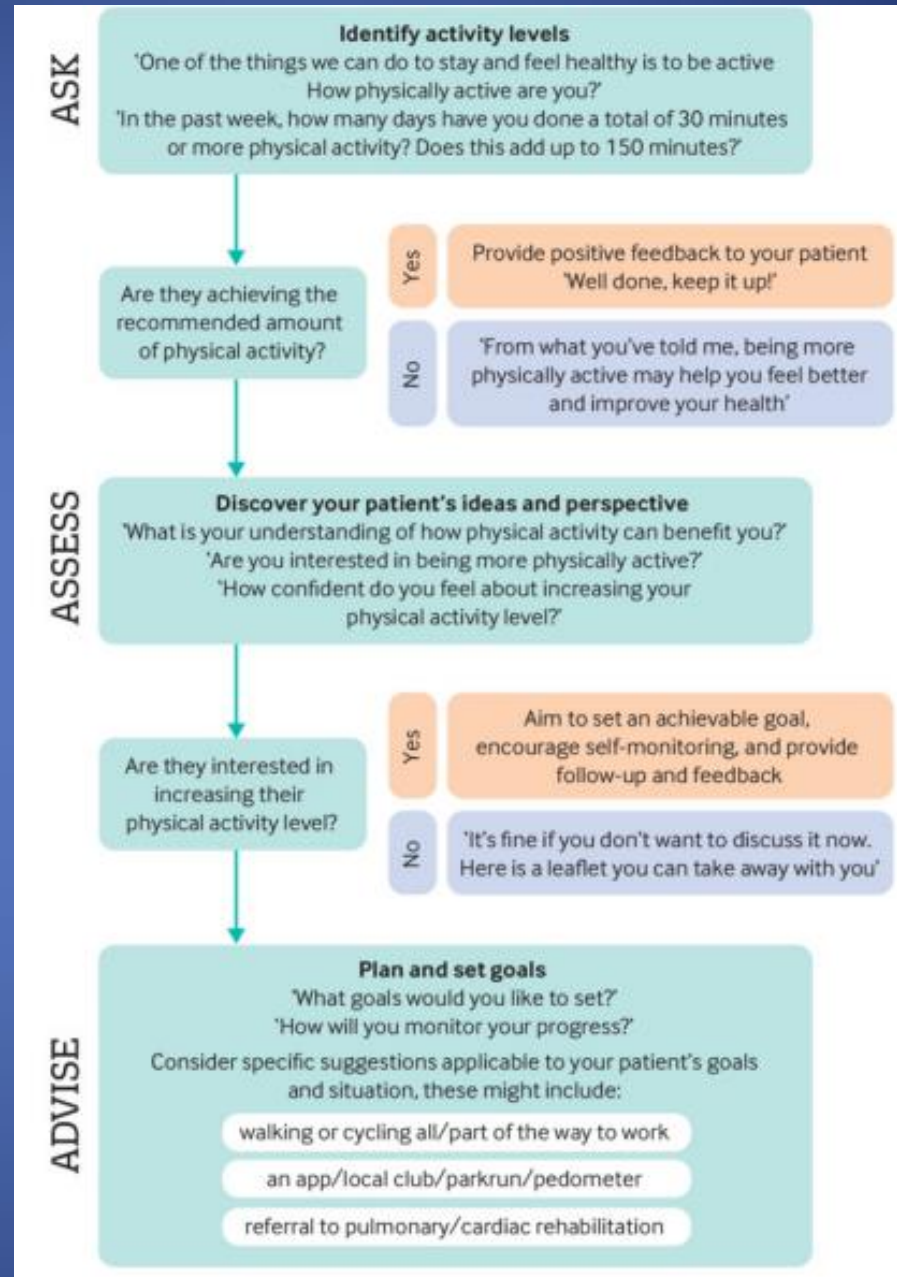 ASK
Identify activity levels
'One of the things we can do to stay and feel healthy is to be active
How physically active are you?'
'In the past week, how many days have you done a total of 30 minutes
or more physical activity? Does this add up to 150 minutes?'
Are they achieving the
recommended amount
of physical activity?
Yes
Provide positive feedback to your patient
'Well done, keep it up!'
No
'From what you've told me, being more
physically active may help you feel better
and improve your health'
ASSESS
Discover your patient's ideas and perspective
'What is your understanding of how physical activity can benefit you?'
'Are you interested in being more physically active?'
'How confident do you feel about increasing your
physical activity level?'
Are they interested in
increasing their
physical activity level?
Yes
Aim to set an achievable goal,
encourage self-monitoring, and provide
follow-up and feedback
No
'It's fine if you don't want to discuss it now.
Here is a leaflet you can take away with you'
ADVISE
Plan and set goals
'What goals would you like to set?'
'How will you monitor your progress?'
Consider specific suggestions applicable to your patient's goals
and situation, these might include:
walking or cycling all/part of the way to work
an app/local club/parkrun/pedometer
referral to pulmonary/cardiac rehabilitation